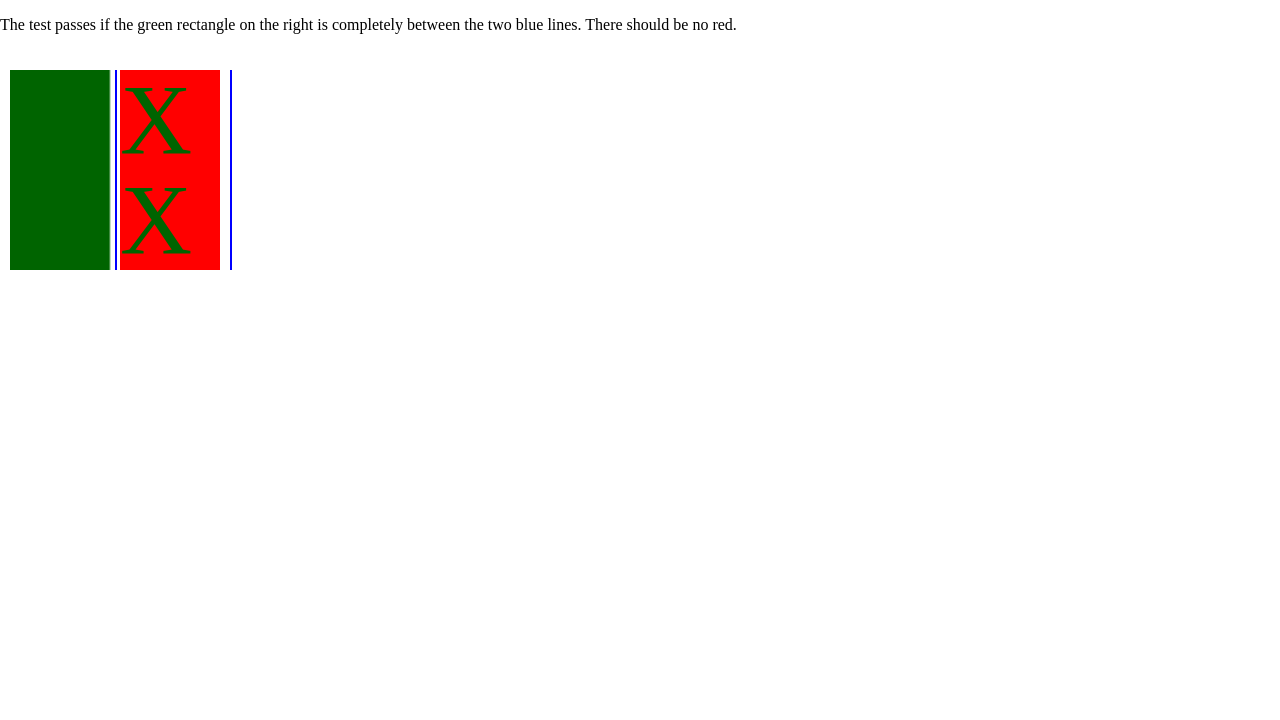 The test passes if the green rectangle on the right is completely between the two blue lines. There should be no red.
X
X